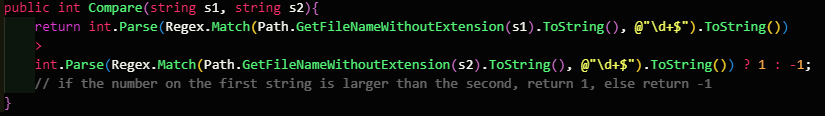 public int Compare(string s1, string s2){
return int.Parse(Regex.Match(Path.GetFileNameWithoutExtension(s1).ToString(), @"\d+$").ToString())
>
int.Parse(Regex.Match(Path.GetFileNameWithoutExtension(s2).ToString(), @"\d+$").ToString()) ? 1 : -1;
// if the number on the first string is larger than the second, return 1, else return -1
}